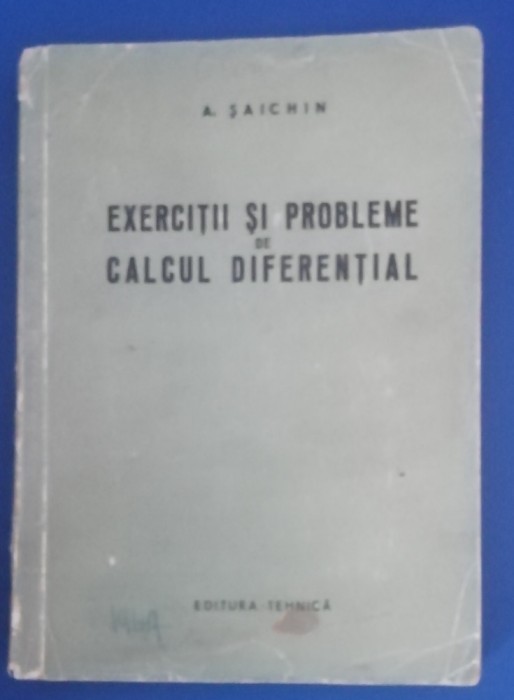 A. ŞAICHIN
EXERCIŢII ŞI PROBLEME
DE
CALCUL DIFERENŢIAL
EDITURA-TEHNICĂ